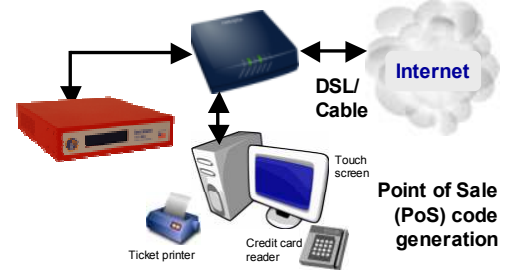 Internet
DSL/
Cable
Touch
screen
Point of Sale
(PoS) code
generation
Credit card
reader
Ticket printer